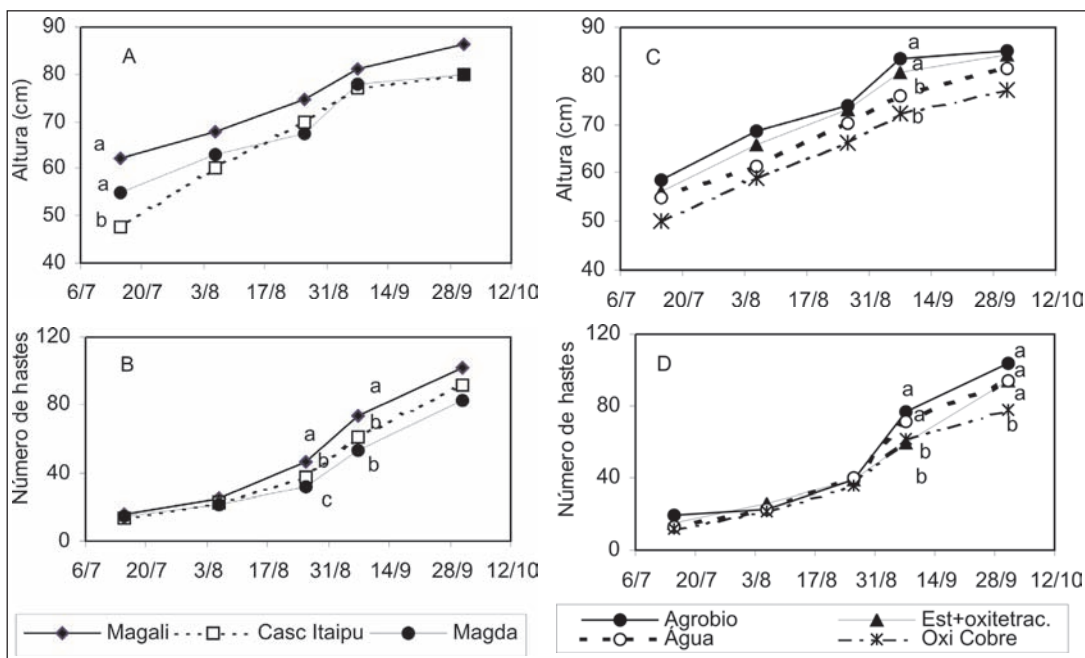 A
Altura (cm)
90
80
70
60
50
40
a
a
b
6/7 20/7 3/8 17/8 31/8 14/9 28/9 12/10
C
Altura (cm)
90
80
70
60
50
40
a
a
b
b
6/7 20/7 3/8 17/8 31/8 14/9 28/9 12/10
B
Número de hastes
120
80
40
0
a
b
c
a
b
b
6/7 20/7 3/8 17/8 31/8 14/9 28/9 12/10
D
Número de hastes
120
80
40
0
a
a
b
b
a
a
a
b
6/7 20/7 3/8 17/8 31/8 14/9 28/9 12/10
Magali Casc Itaipu Magda
Agrobio Est+oxitetrac.
Água Oxi Cobre